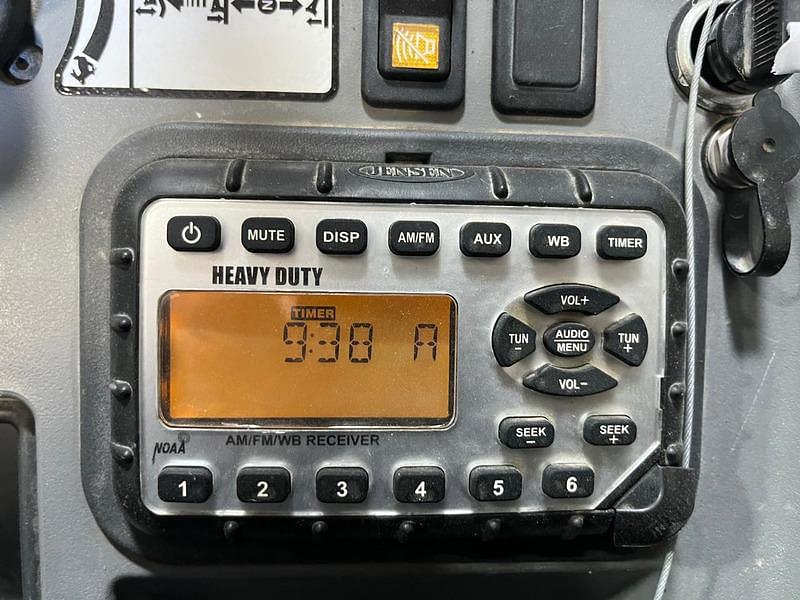 N
JENSEN
MUTE DISP AM/FM AUX WB TIMER
HEAVY DUTY
TIMER
9:38 A
VOL+
TUN - AUDIO MENU TUN +
VOL-
SEEK - SEEK +
NOAA
AM/FM/WB RECEIVER
1 2 3 4 5 6